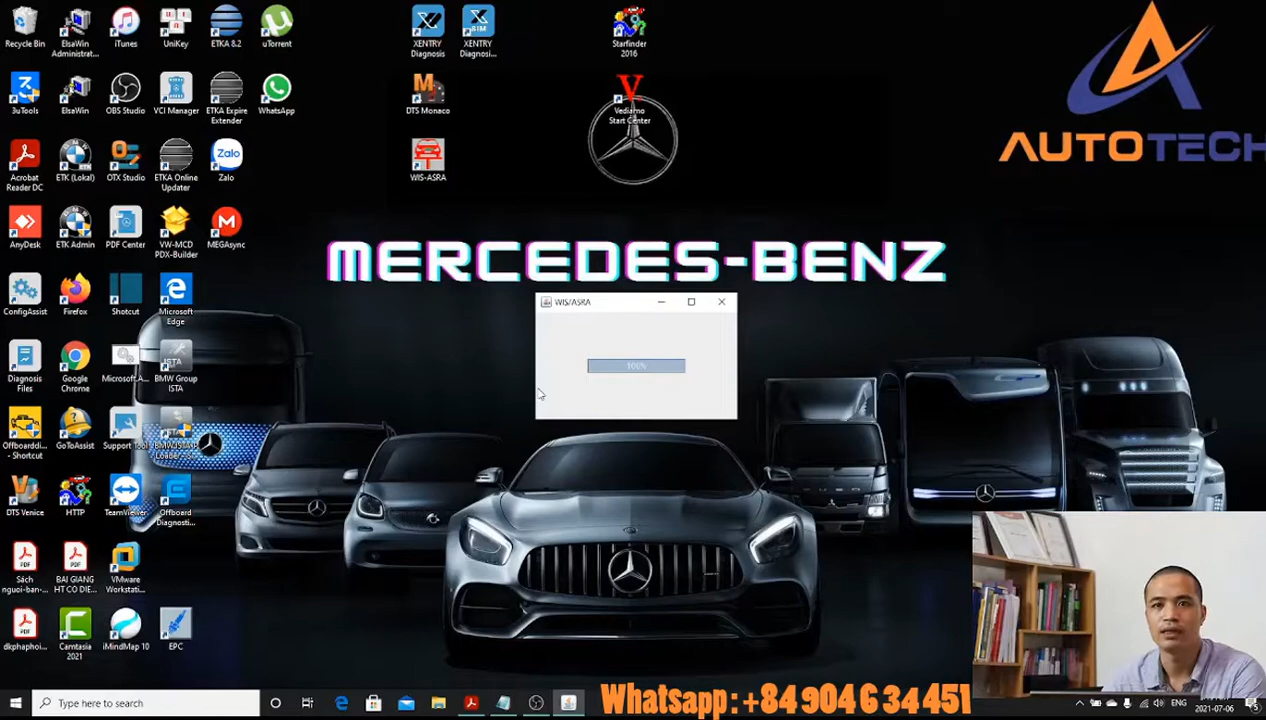 Recycle Bin
ElsaWin
Administrat...
iTunes
UniKey
ETKA 8.2
uTorrent
XENTRY
Diagnosis
XENTRY
Diagnosi...
Starfinder
2016
3uTools
ElsaWin
OBS Studio
VCI Manager
ETKA Expire
Extender
WhatsApp
DTS Monaco
Vediamo
Start Center
AUTOTECH
Acrobat
Reader DC
ETK (Lokal)
OTX Studio
ETKA Online
Updater
Zalo
WIS-ASRA
AnyDesk
ETK Admin
PDF Center
VW-MCD
PDX-Builder
MEGAsync
MERCEDES-BENZ
ConfigAssist
Firefox
Shotcut
Microsoft
Edge
WIS/ASRA
100%
Diagnosis
Files
Google
Chrome
Microsoft.A...
BMW Group
ISTA
Offboarddi...
- Shortcut
GoToAssist
Support Tool
DTS Venice
HTTP
TeamViewer
Offboard
Diagnosti...
Sách
nguoi-ban-...
BAI GIANG
HT CO DIE...
VMware
Workstati...
dkphaphoi...
Camtasia
2021
iMindMap 10
EPC
Type here to search
Whatsapp : +84 904 6 34 451
ENG
2021-07-06